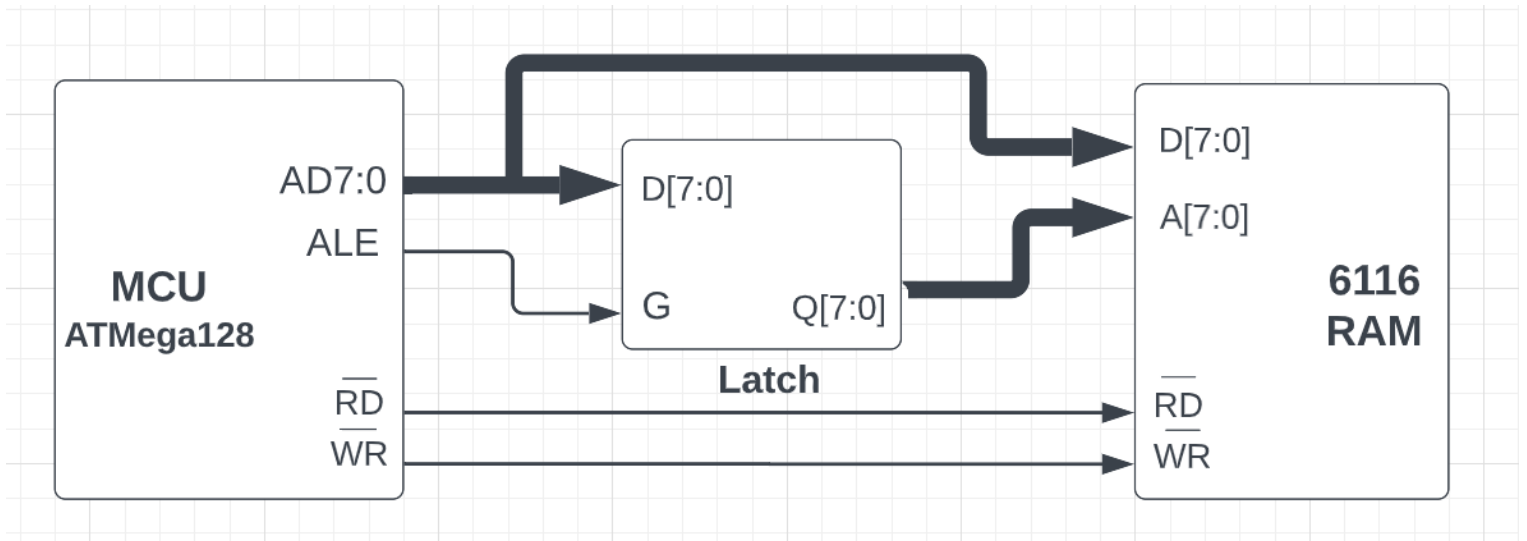 AD7:0
ALE
MCU
ATMega128
RD
WR
D[7:0]
G
Q[7:0]
Latch
D[7:0]
A[7:0]
6116
RAM
RD
WR